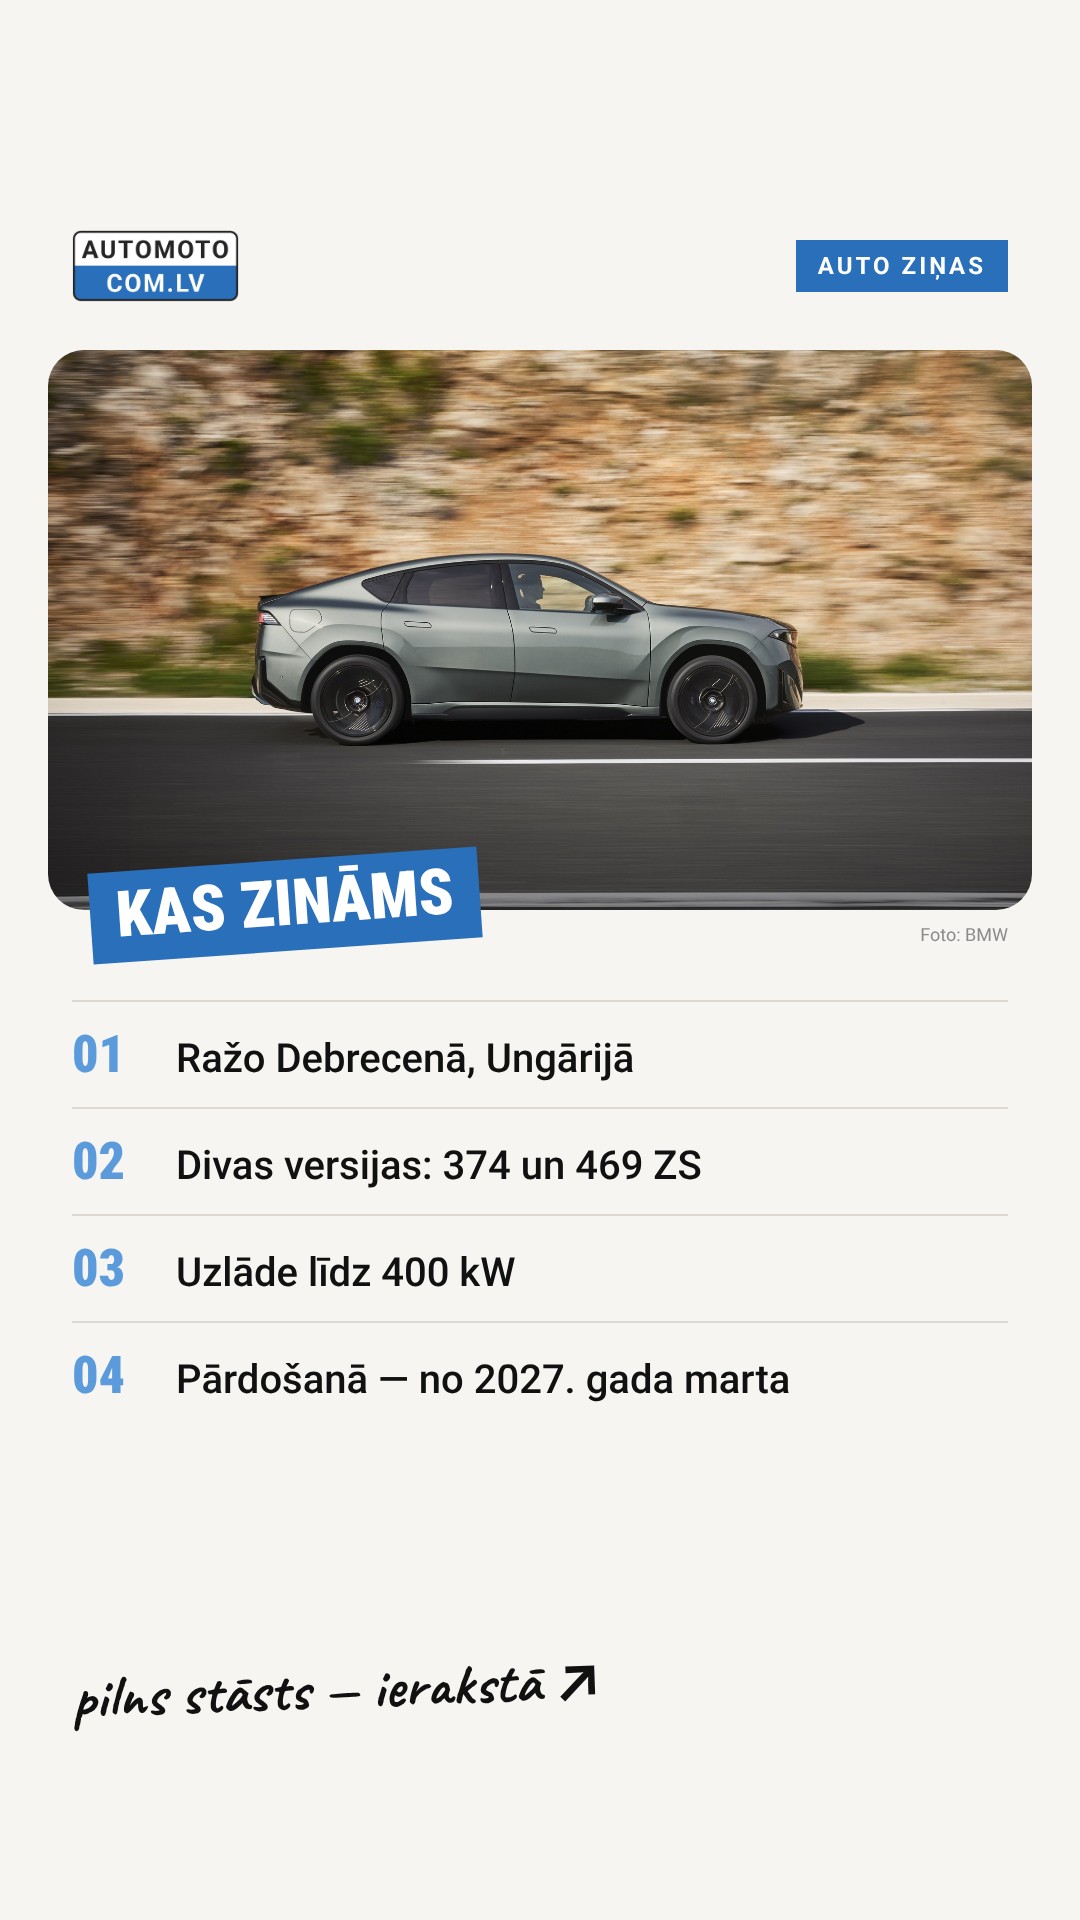 AUTOMOTO
COM.LV
AUTO ZIŅAS
KAS ZINĀMS
Foto: BMW
01 Ražo Debrecenā, Ungārijā
02 Divas versijas: 374 un 469 ZS
03 Uzlāde līdz 400 kW
04 Pārdošanā — no 2027. gada marta
pilns stāsts — ierakstā ↗